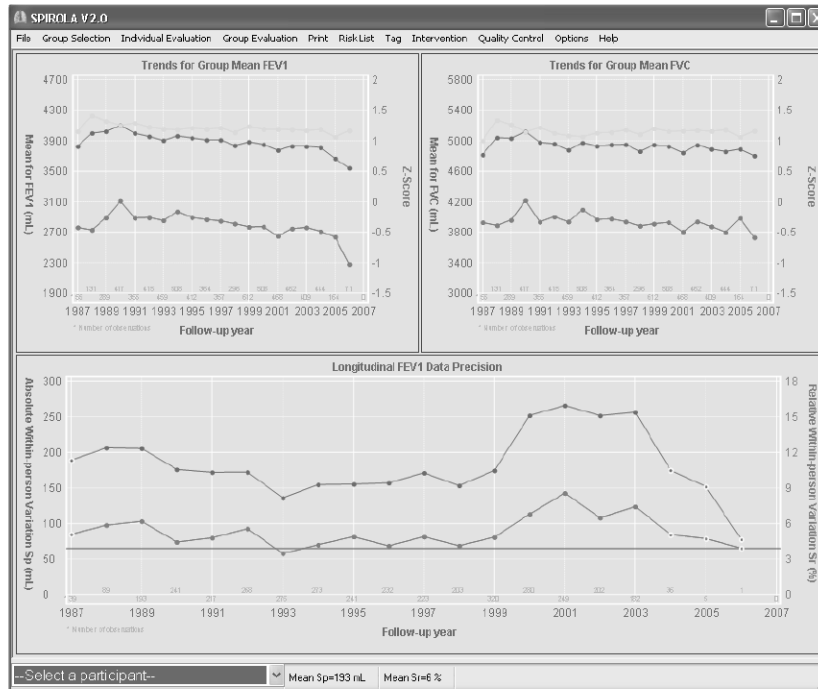 SPIROLA V 2.0
File Group Selection Individual Evaluation Group Evaluation Print Risk List Tag Intervention Quality Control Options Help
Trends for Group Mean FEV1
Mean for FEV1 (mL)
4700
4300
3900
3500
3100
2700
2300
1900
2
1.5
1
0.5
0
-0.5
-1
-1.5
Z-Score
1987 1989 1991 1993 1995 1997 1999 2001 2003 2005 2007
* Number of observations
Follow-up year
Trends for Group Mean FVC
Mean for FVC (mL)
5800
5400
5000
4600
4200
3800
3400
3000
2
1.5
1
0.5
0
-0.5
-1
-1.5
Z-Score
1987 1989 1991 1993 1995 1997 1999 2001 2003 2005 2007
* Number of observations
Follow-up year
Longitudinal FEV1 Data Precision
Absolute Within-person Variation Sp (mL)
300
250
200
150
100
50
0
18
15
12
9
6
3
0
Relative Within-person Variation Sr (%)
1987 1989 1991 1993 1995 1997 1999 2001 2003 2005 2007
* Number of observations
Follow-up year
--Select a participant--
Mean Sp=193 mL
Mean Sr=6 %